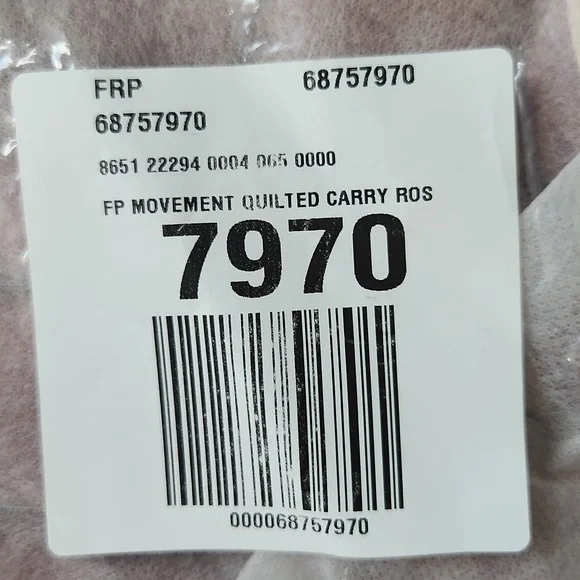 FRP 68757970
68757970
8651 22294 0004 065 0000
FP MOVEMENT QUILTED CARRY ROS
7970
000068757970